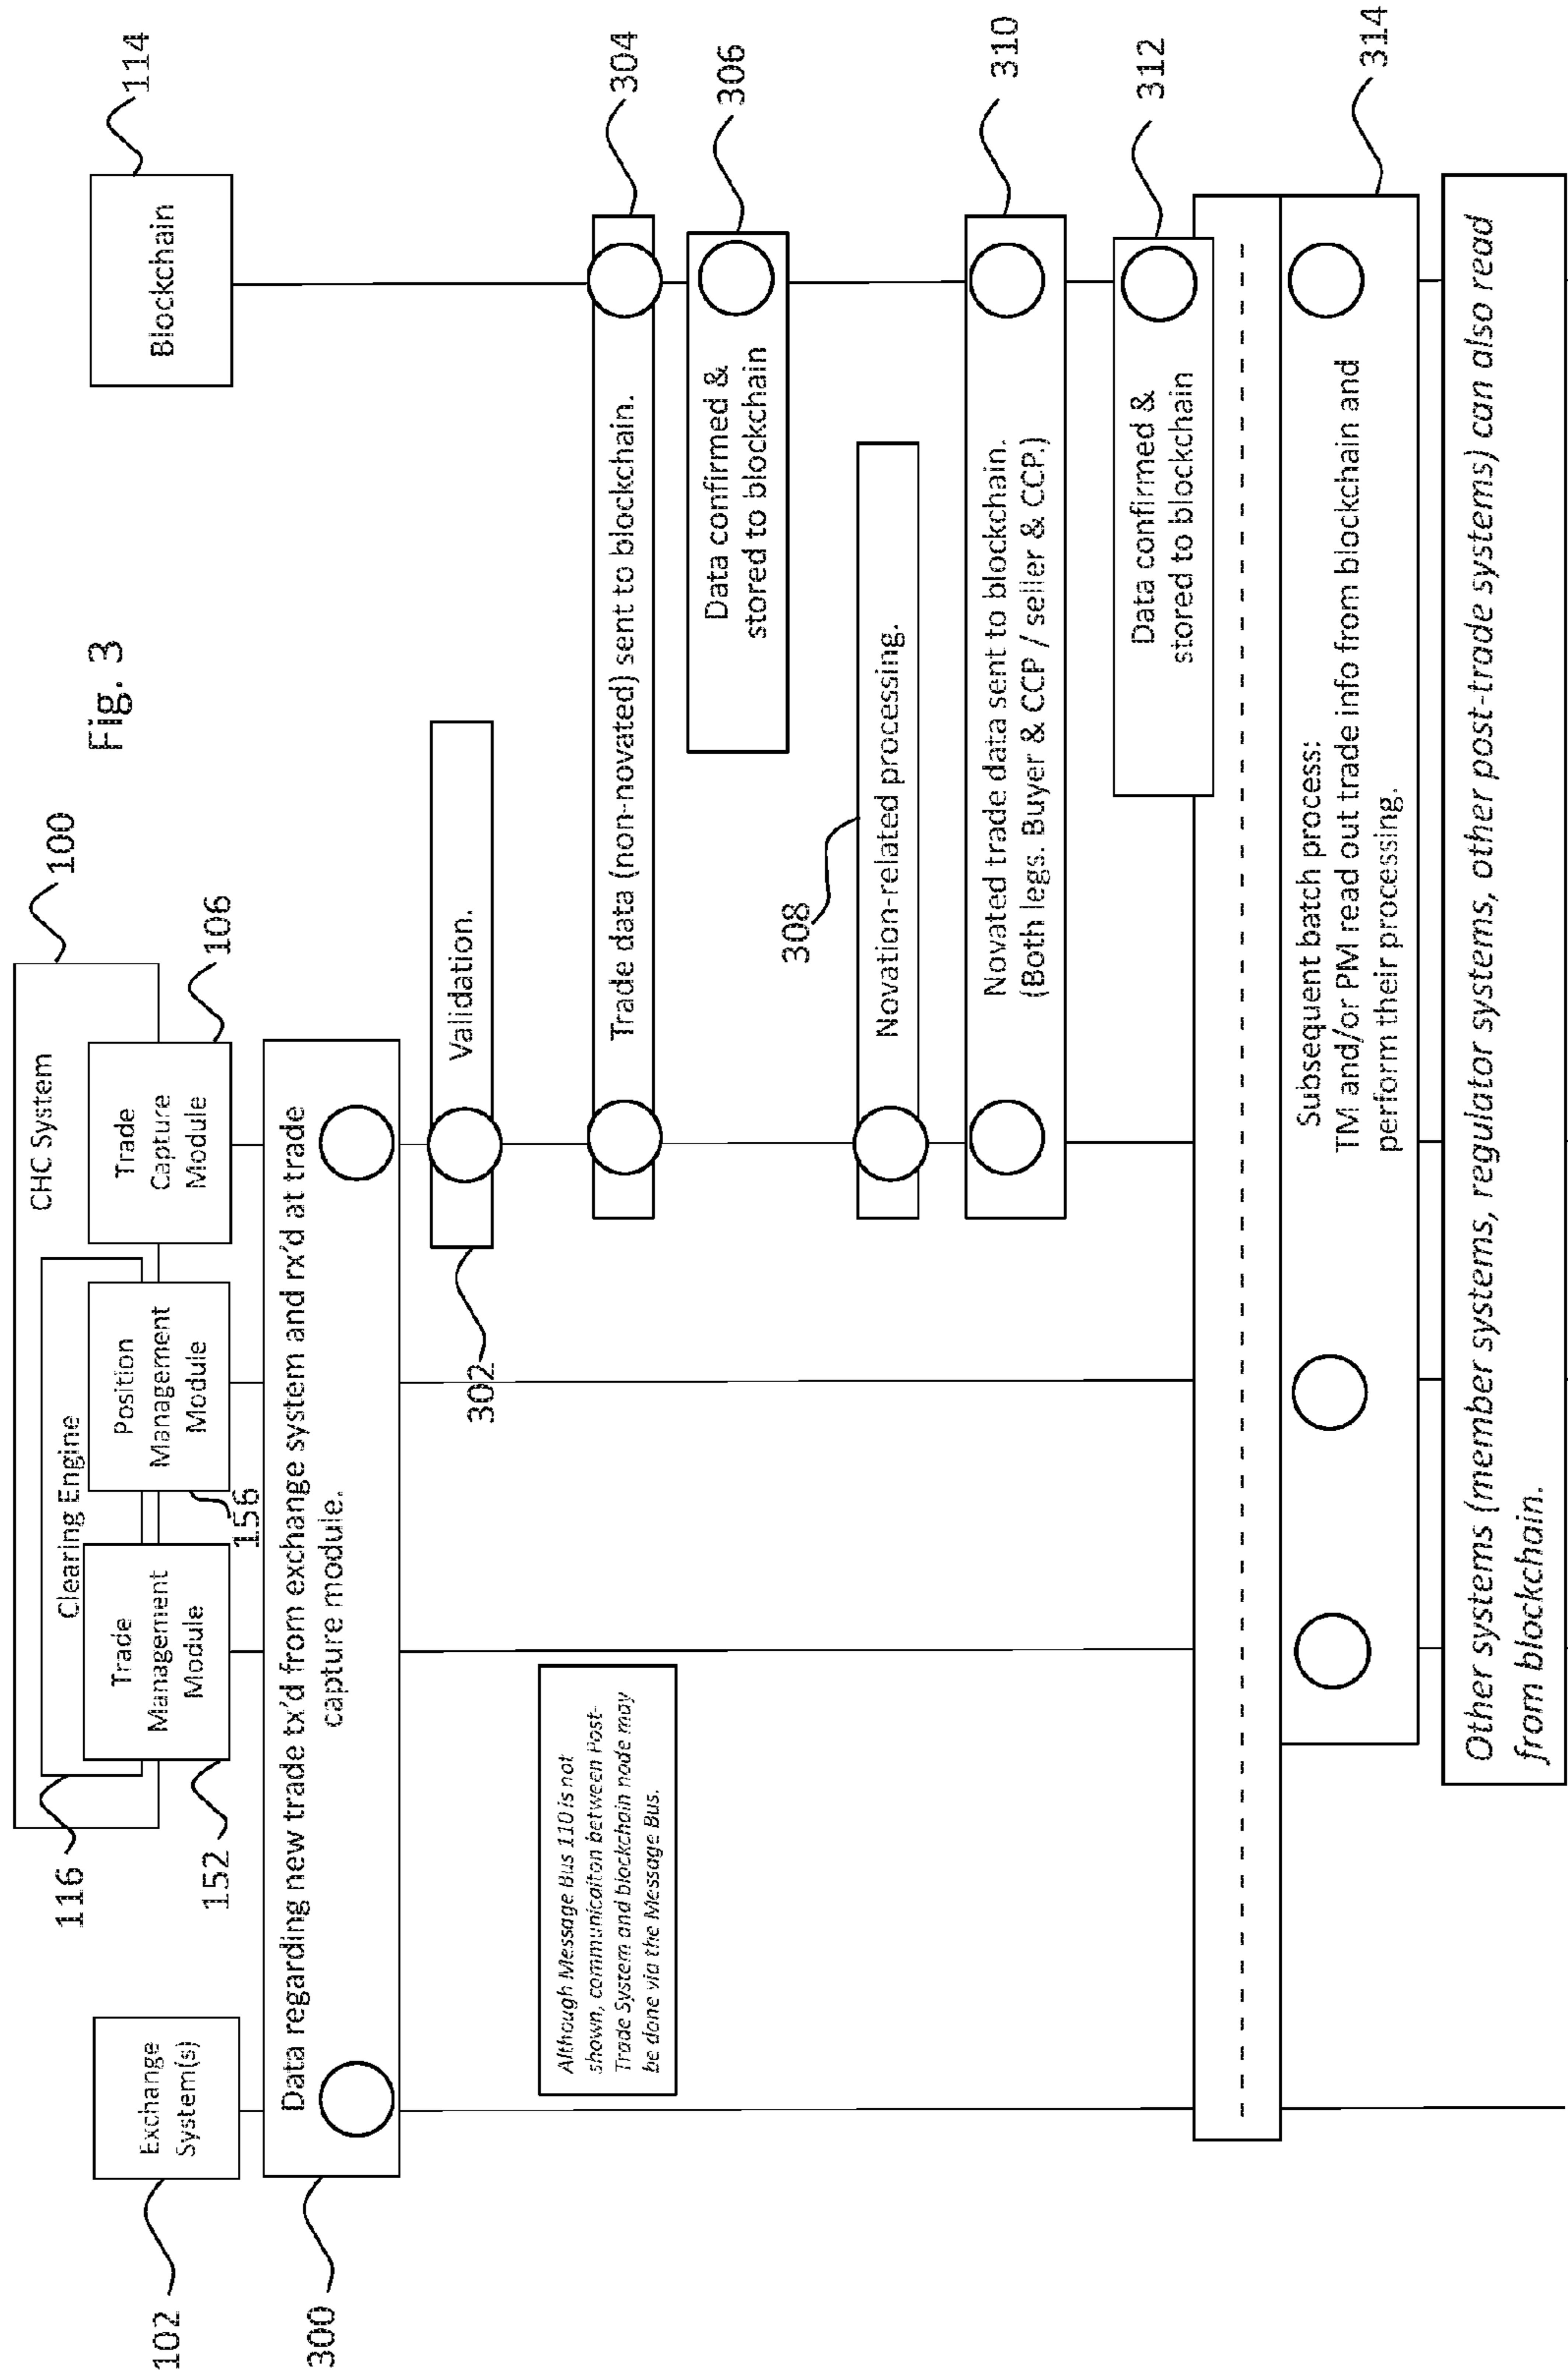 Fig. 3
100
CHC System
116
Clearing Engine
102
Exchange
System(s)
152
Trade
Management
Module
156
Position
Management
Module
106
Trade
Capture
Module
114
Blockchain
300
Data regarding new trade tx'd from exchange system and rx'd at trade
capture module.
302
Validation.
Although Message Bus 110 is not
shown, communicaiton between Post-
Trade System and blockchain node may
be done via the Message Bus.
304
Trade data (non-novated) sent to blockchain.
306
Data confirmed &
stored to blockchain
308
Novation-related processing.
310
Novated trade data sent to blockchain.
(Both legs. Buyer & CCP / seller & CCP.)
312
Data confirmed &
stored to blockchain
314
Subsequent batch process:
TM and/or PM read out trade info from blockchain and
perform their processing.
Other systems (member systems, regulator systems, other post-trade systems) can also read
from blockchain.